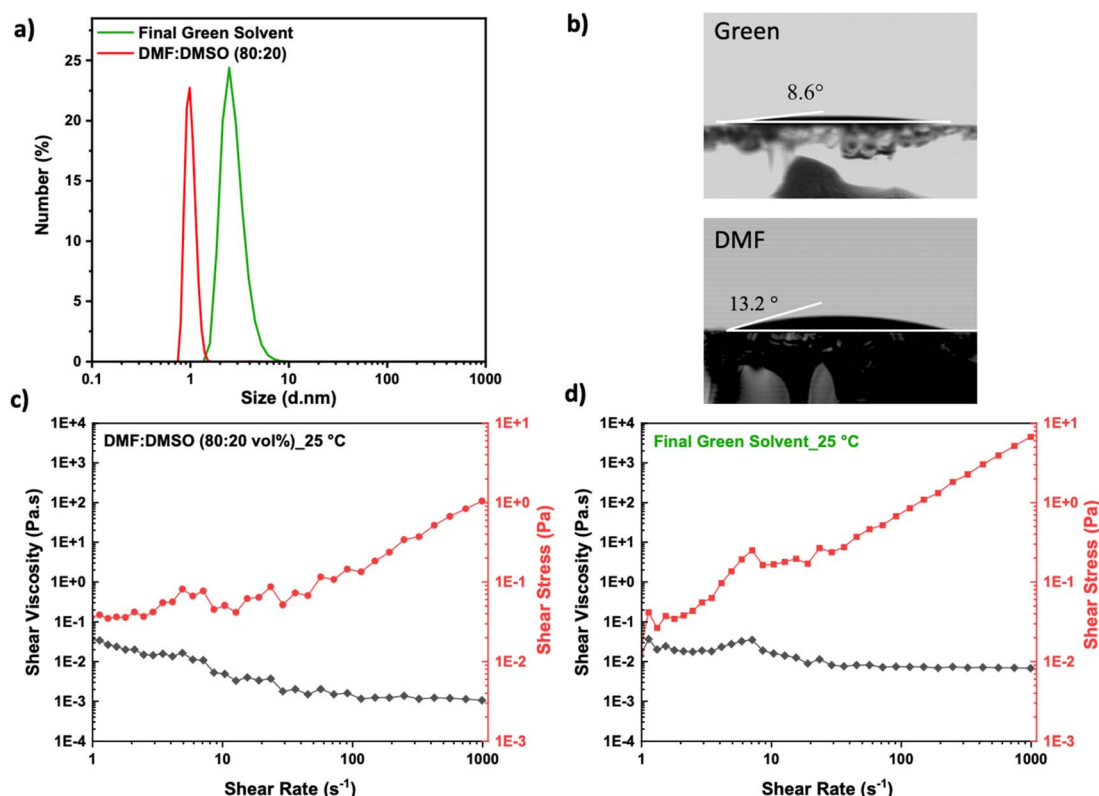 a)
Final Green Solvent
DMF:DMSO (80:20)
25
20
15
10
5
0
Number (%)
0.1 1 10 100 1000
Size (d.nm)
b)
Green
8.6°
DMF
13.2 °
c)
DMF:DMSO (80:20 vol%)_25 °C
1E+4
1E+3
1E+2
1E+1
1E+0
1E-1
1E-2
1E-3
1E-4
Shear Viscosity (Pa.s)
1E+1
1E+0
1E-1
1E-2
1E-3
Shear Stress (Pa)
1 10 100 1000
Shear Rate (s⁻¹)
d)
Final Green Solvent_25 °C
1E+4
1E+3
1E+2
1E+1
1E+0
1E-1
1E-2
1E-3
1E-4
Shear Viscosity (Pa.s)
1E+1
1E+0
1E-1
1E-2
1E-3
Shear Stress (Pa)
1 10 100 1000
Shear Rate (s⁻¹)